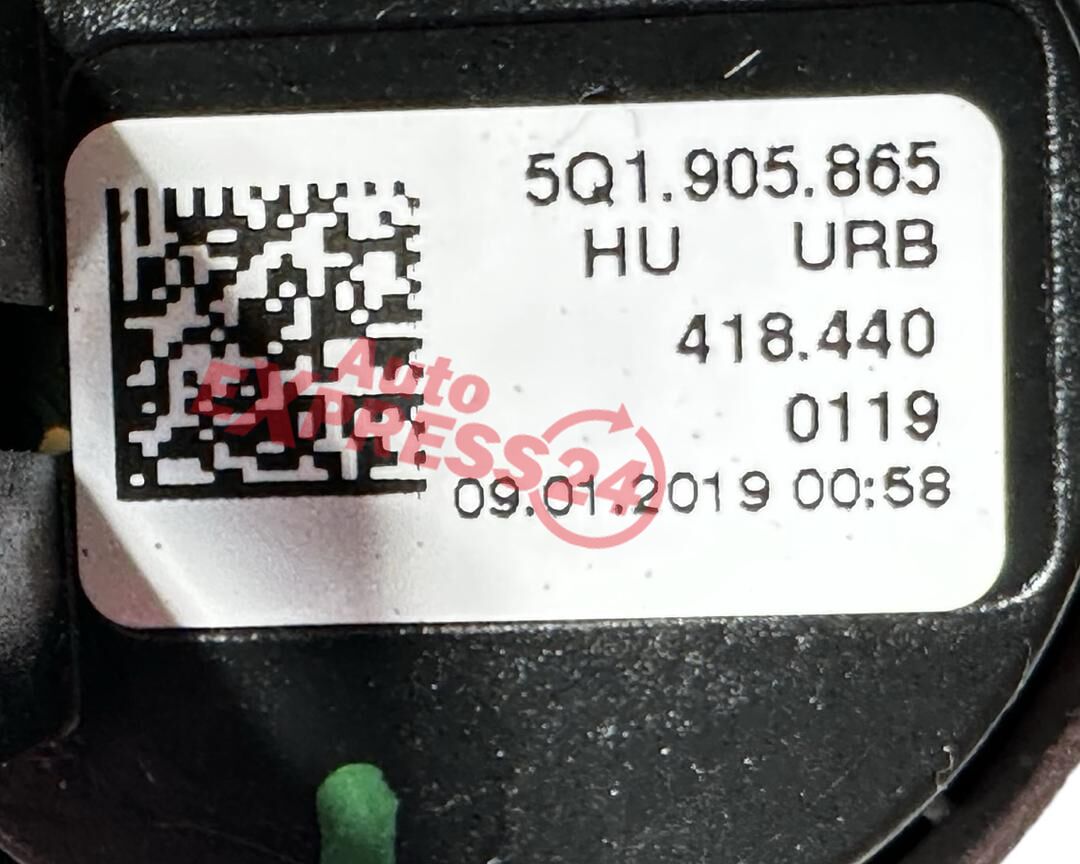 5Q1.905.865
HU URB
418.440
0119
09.01.2019 00:58
Auto
EXPRESS24